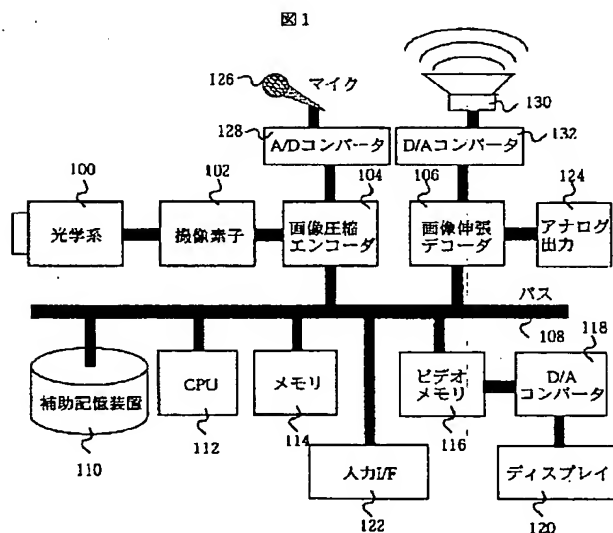 図1
126
マイク
130
128
A/Dコンバータ
D/Aコンバータ
132
100
102
104
106
124
光学系
撮像素子
画像圧縮
エンコーダ
画像伸張
デコーダ
アナログ
出力
バス
108
118
補助記憶装置
CPU
メモリ
ビデオ
メモリ
D/A
コンバータ
110
112
114
116
入力I/F
ディスプレイ
122
120